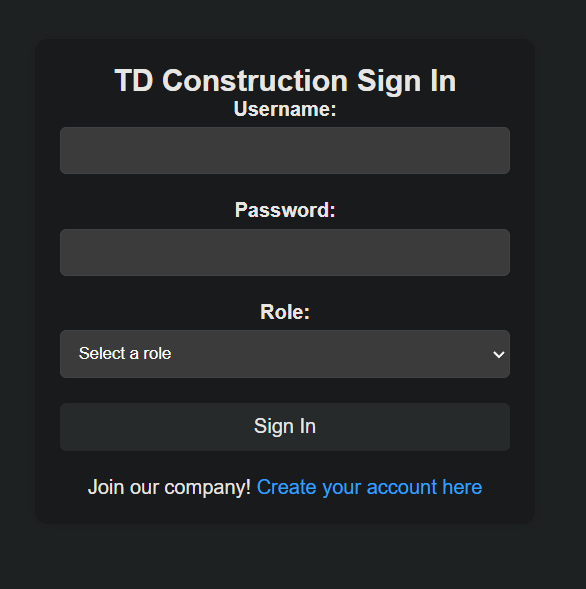 TD Construction Sign In
Username:
Password:
Role:
Select a role
Sign In
Join our company! Create your account here